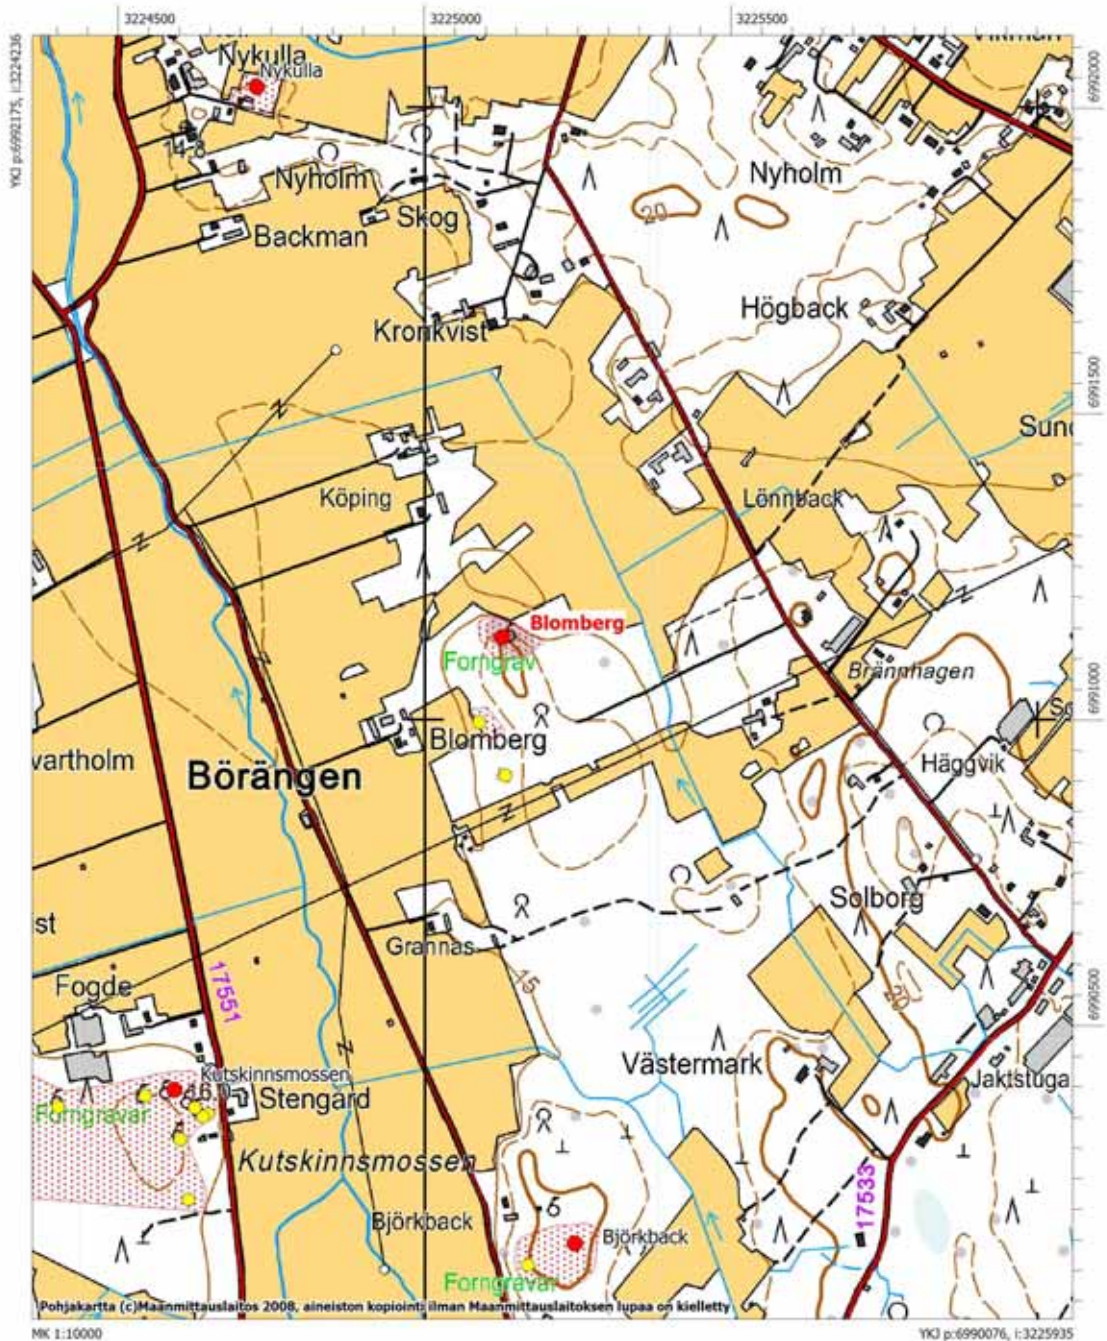 3224500
3225000
3225500
YKJ p:6992175, i:3224236
6992000
Nykulla
Nykulla
Nyholm
Nyholm
20
Skog
Backman
Högback
Kronkvist
6991500
Köping
Lönnback
Blomberg
Forngrav
Brännhagen
6991000
Blomberg
vartholm
Häggvik
Börängen
Solborg
st
Grannas
Fogde
15
20
6990500
17551
Västermark
Kutskinnsmossen
Jaktstuga
16.0
Forngravar
Stengård
Kutskinnsmossen
17533
6
Björkback
Björkback
Forngravar
Pohjakartta (c)Maanmittauslaitos 2008, aineiston kopiointi ilman Maanmittauslaitoksen lupaa on kielletty
MK 1:10000
YKJ p:6990076, i:3225935